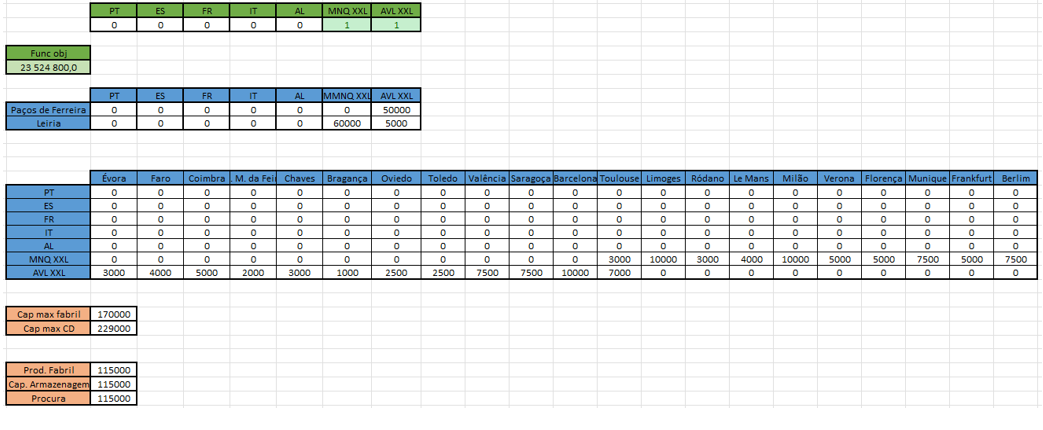 PT ES FR IT AL MNQ XXL AVL XXL
0 0 0 0 0 1 1
Func obj
23 524 800,0
PT ES FR IT AL MMNQ XXL AVL XXL
Paços de Ferreira 0 0 0 0 0 0 50000
Leiria 0 0 0 0 0 60000 5000
Évora Faro Coimbra . M. da Fei Chaves Bragança Oviedo Toledo Valência Saragoça Barcelona Toulouse Limoges Ródano Le Mans Milão Verona Florença Munique Frankfurt Berlim
PT 0 0 0 0 0 0 0 0 0 0 0 0 0 0 0 0 0 0 0 0 0
ES 0 0 0 0 0 0 0 0 0 0 0 0 0 0 0 0 0 0 0 0 0
FR 0 0 0 0 0 0 0 0 0 0 0 0 0 0 0 0 0 0 0 0 0
IT 0 0 0 0 0 0 0 0 0 0 0 0 0 0 0 0 0 0 0 0 0
AL 0 0 0 0 0 0 0 0 0 0 0 0 0 0 0 0 0 0 0 0 0
MNQ XXL 0 0 0 0 0 0 0 0 0 0 0 3000 10000 3000 4000 10000 5000 5000 7500 5000 7500
AVL XXL 3000 4000 5000 2000 3000 1000 2500 2500 7500 7500 10000 7000 0 0 0 0 0 0 0 0 0
Cap max fabril 170000
Cap max CD 229000
Prod. Fabril 115000
Cap. Armazenagem 115000
Procura 115000